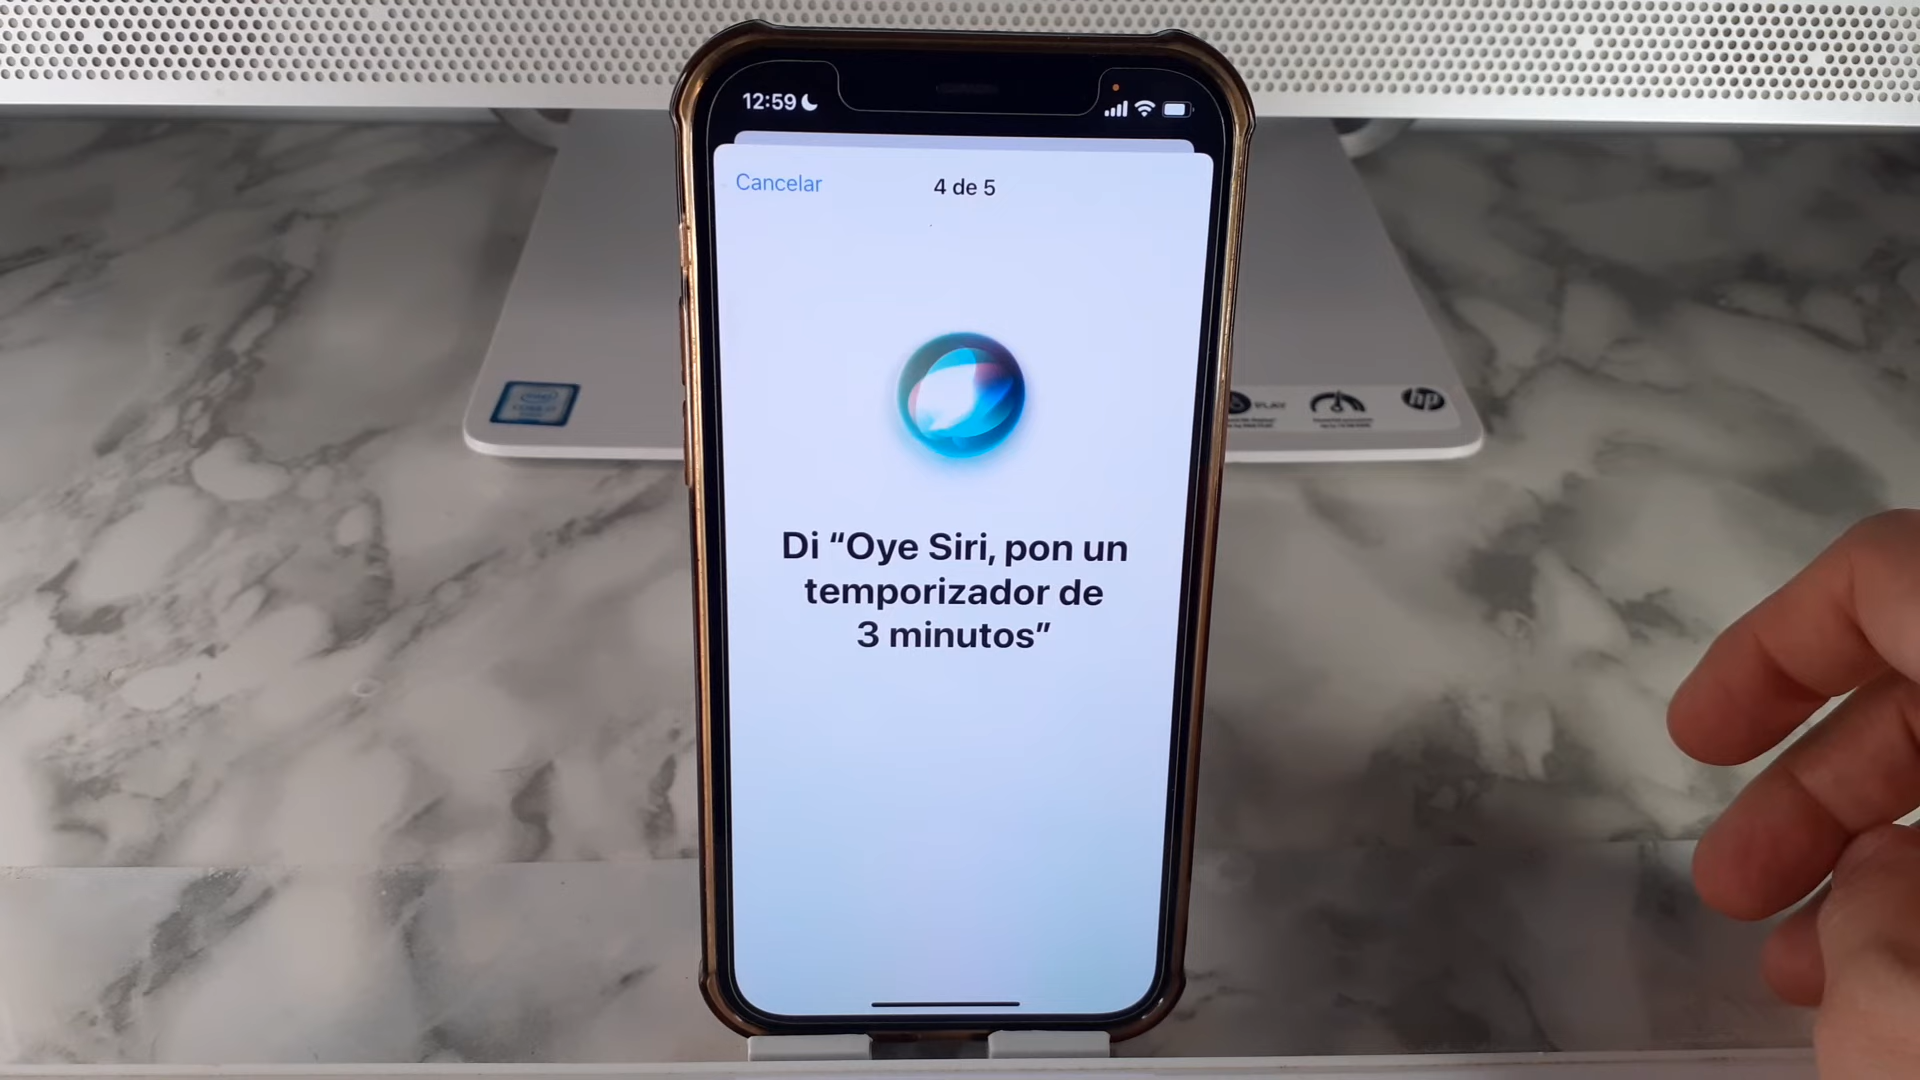 12:59
Cancelar
4 de 5
Di “Oye Siri, pon un
temporizador de
3 minutos”
hp